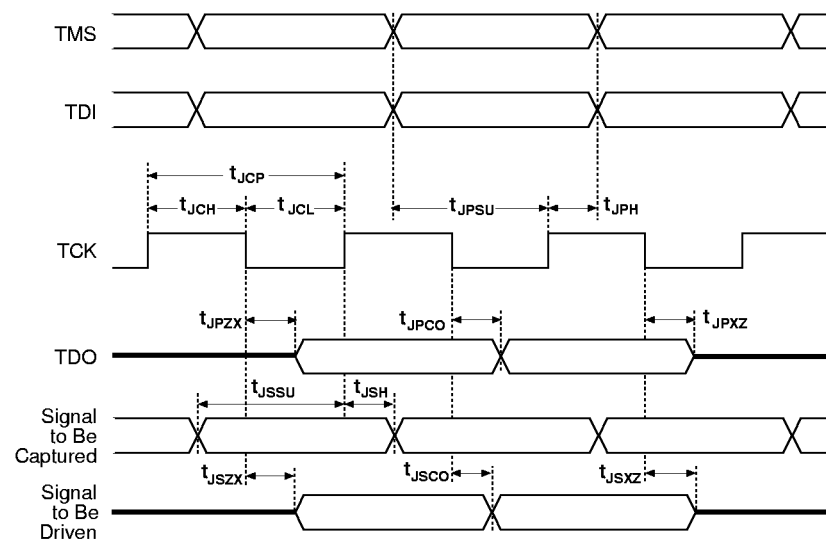 TMS
TDI
tJCP
tJCH
tJCL
tJPSU
tJPH
TCK
tJPZX
tJPCO
tJPXZ
TDO
tJSSU
tJSH
Signal
to Be
Captured
tJSZX
tJSCO
tJSXZ
Signal
to Be
Driven